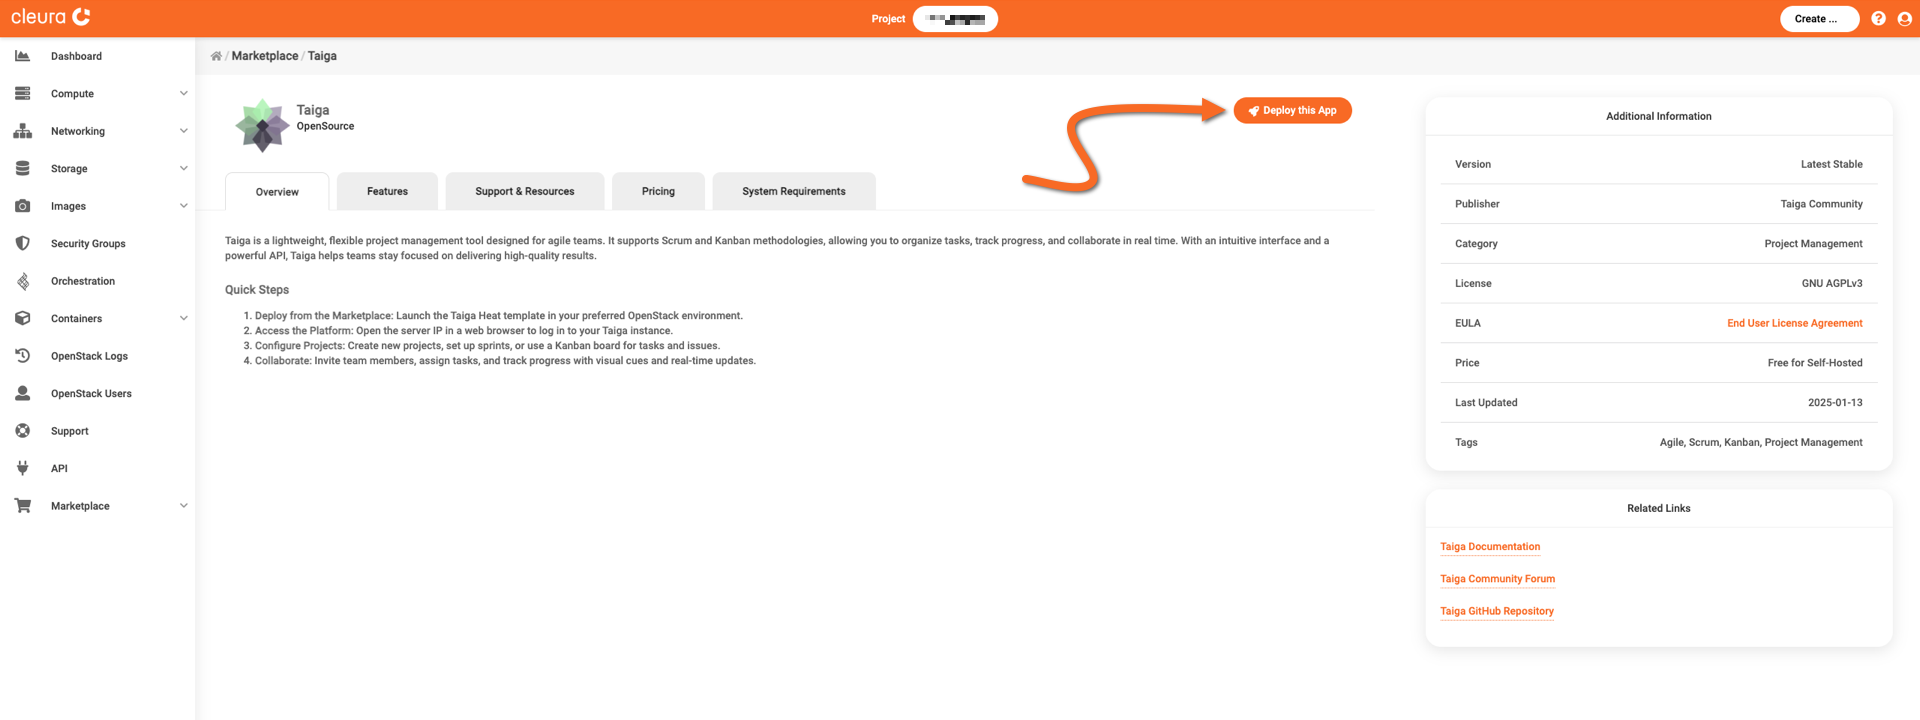 cleura
Project
Create ...
Dashboard
Compute
Networking
Storage
Images
Security Groups
Orchestration
Containers
OpenStack Logs
OpenStack Users
Support
API
Marketplace
/ Marketplace / Taiga
Taiga
OpenSource
Deploy this App
Overview
Features
Support & Resources
Pricing
System Requirements
Taiga is a lightweight, flexible project management tool designed for agile teams. It supports Scrum and Kanban methodologies, allowing you to organize tasks, track progress, and collaborate in real time. With an intuitive interface and a
powerful API, Taiga helps teams stay focused on delivering high-quality results.
Quick Steps
1. Deploy from the Marketplace: Launch the Taiga Heat template in your preferred OpenStack environment.
2. Access the Platform: Open the server IP in a web browser to log in to your Taiga instance.
3. Configure Projects: Create new projects, set up sprints, or use a Kanban board for tasks and issues.
4. Collaborate: Invite team members, assign tasks, and track progress with visual cues and real-time updates.
Additional Information
Version Latest Stable
Publisher Taiga Community
Category Project Management
License GNU AGPLv3
EULA End User License Agreement
Price Free for Self-Hosted
Last Updated 2025-01-13
Tags Agile, Scrum, Kanban, Project Management
Related Links
Taiga Documentation
Taiga Community Forum
Taiga GitHub Repository